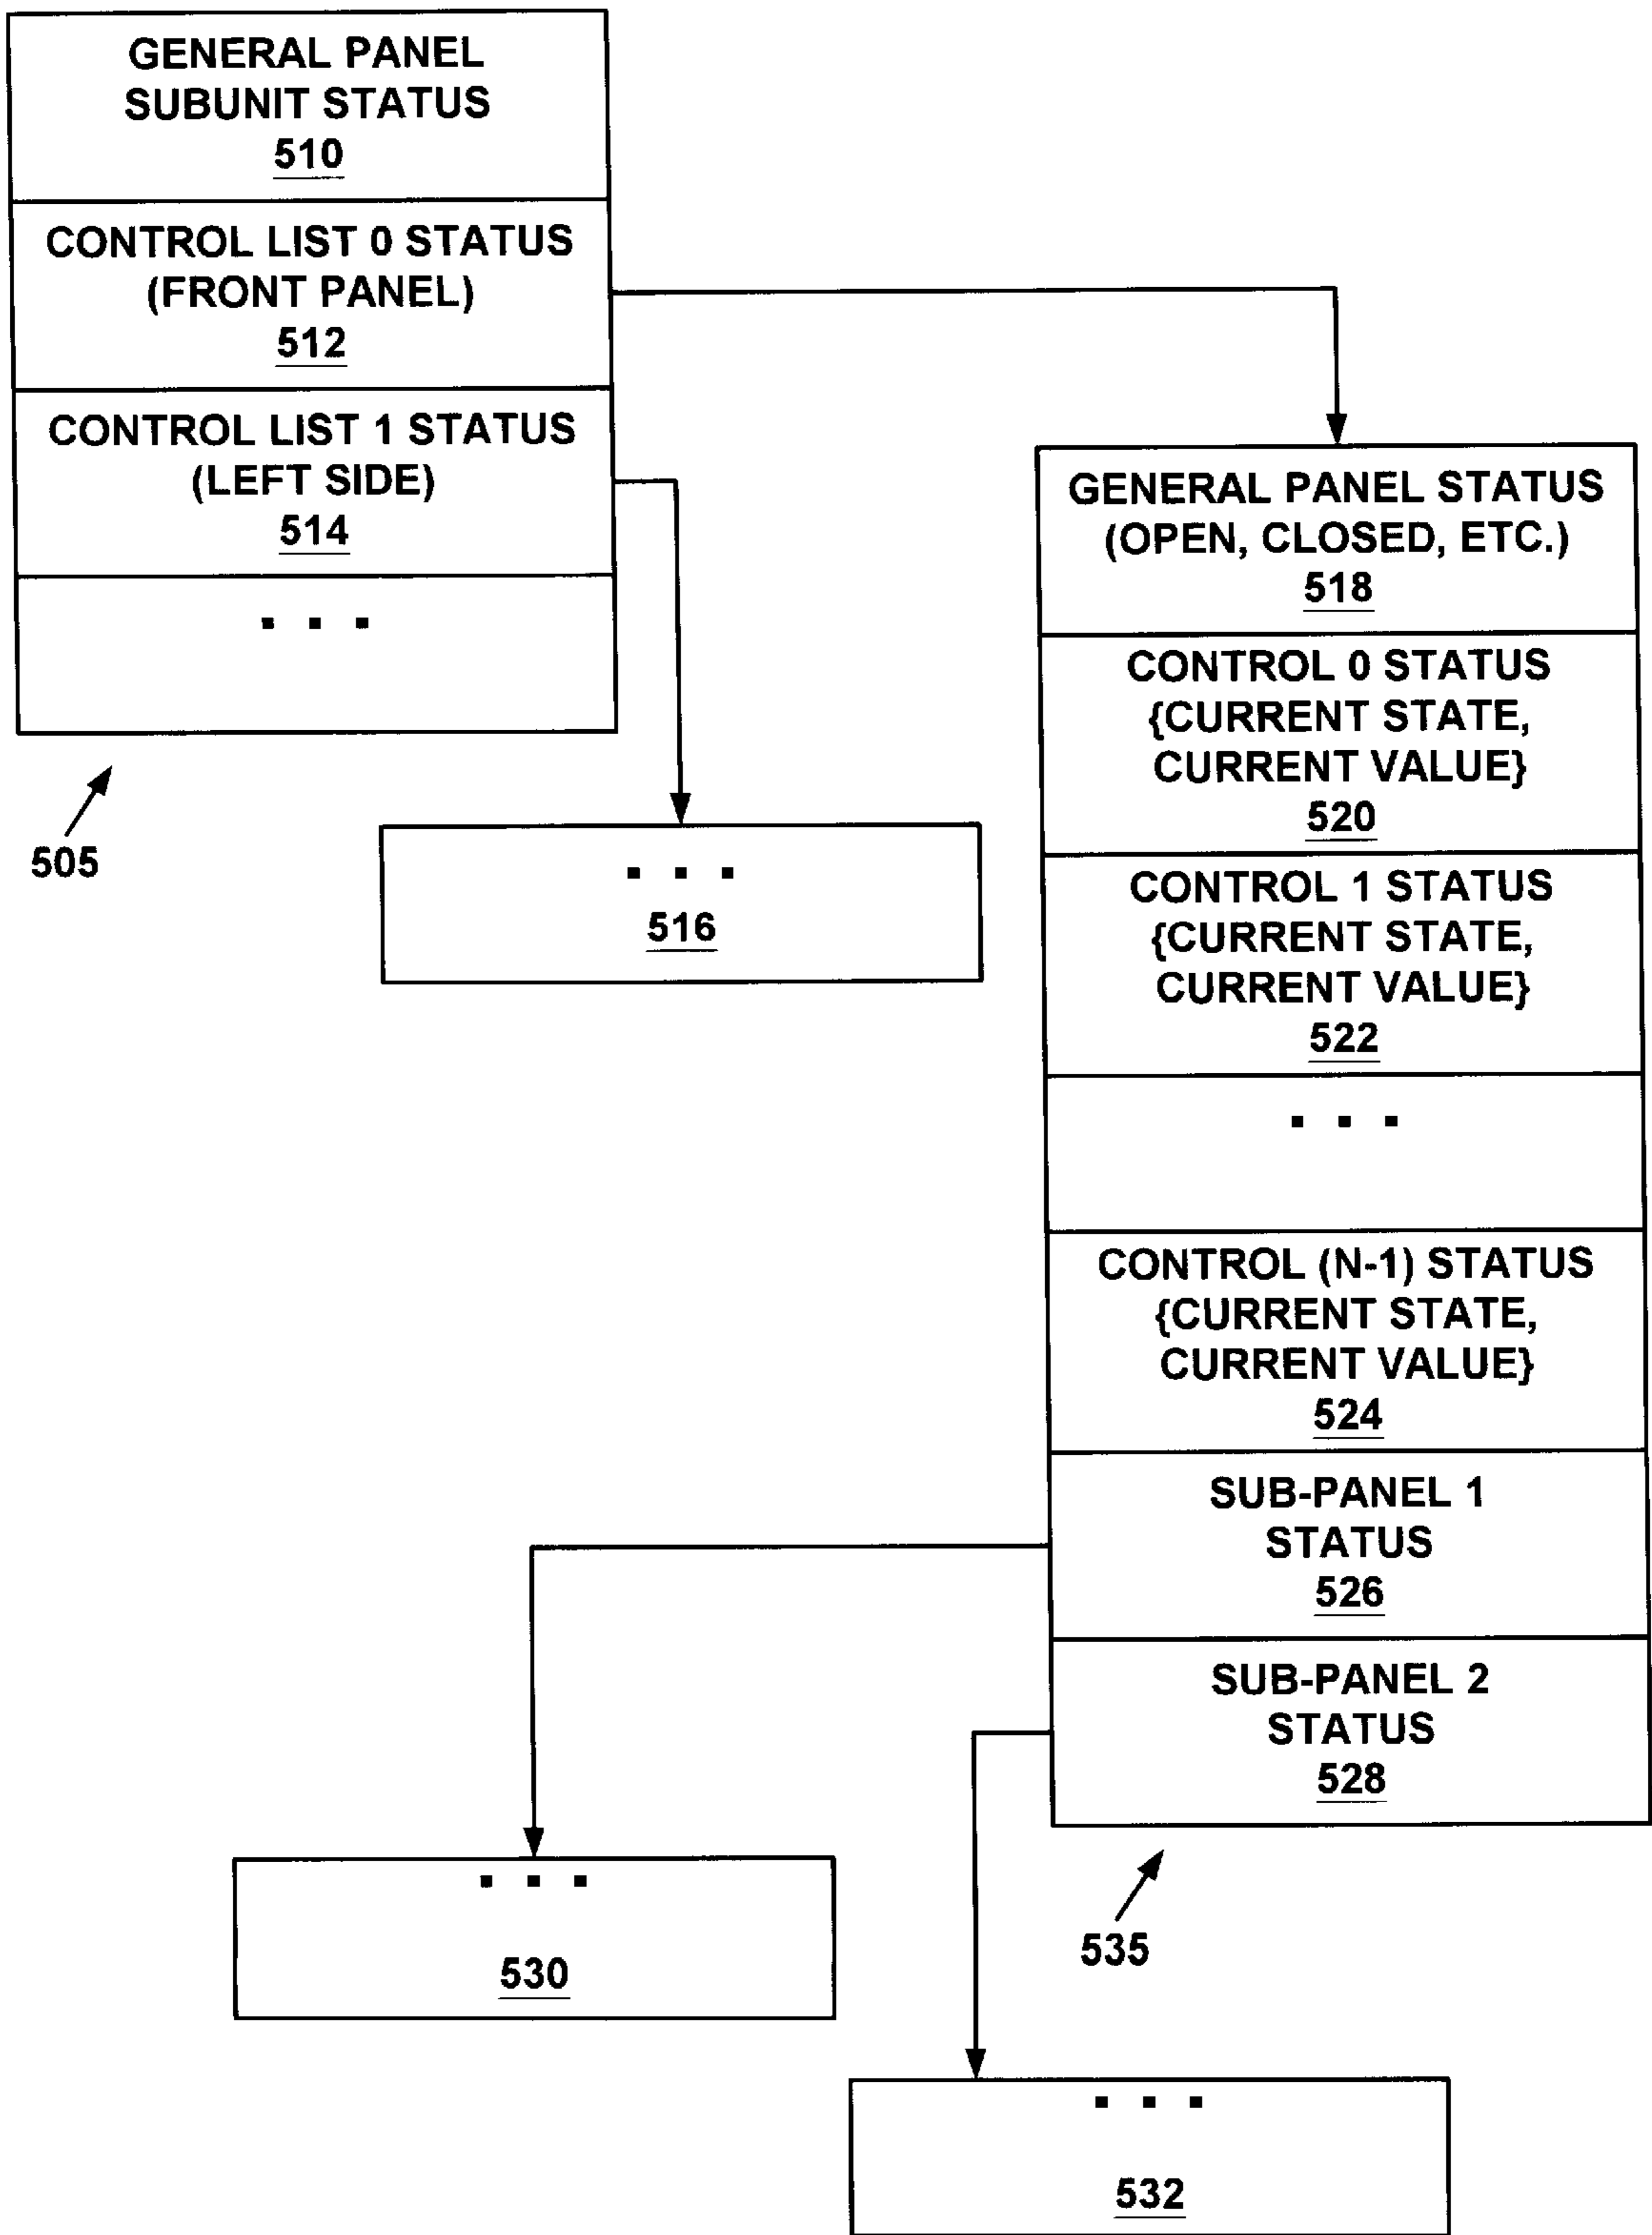 GENERAL PANEL
SUBUNIT STATUS
510
CONTROL LIST 0 STATUS
(FRONT PANEL)
512
CONTROL LIST 1 STATUS
(LEFT SIDE)
514
. . .
505
. . .
516
GENERAL PANEL STATUS
(OPEN, CLOSED, ETC.)
518
CONTROL 0 STATUS
{CURRENT STATE,
CURRENT VALUE}
520
CONTROL 1 STATUS
{CURRENT STATE,
CURRENT VALUE}
522
. . .
CONTROL (N-1) STATUS
{CURRENT STATE,
CURRENT VALUE}
524
SUB-PANEL 1
STATUS
526
SUB-PANEL 2
STATUS
528
535
. . .
530
. . .
532